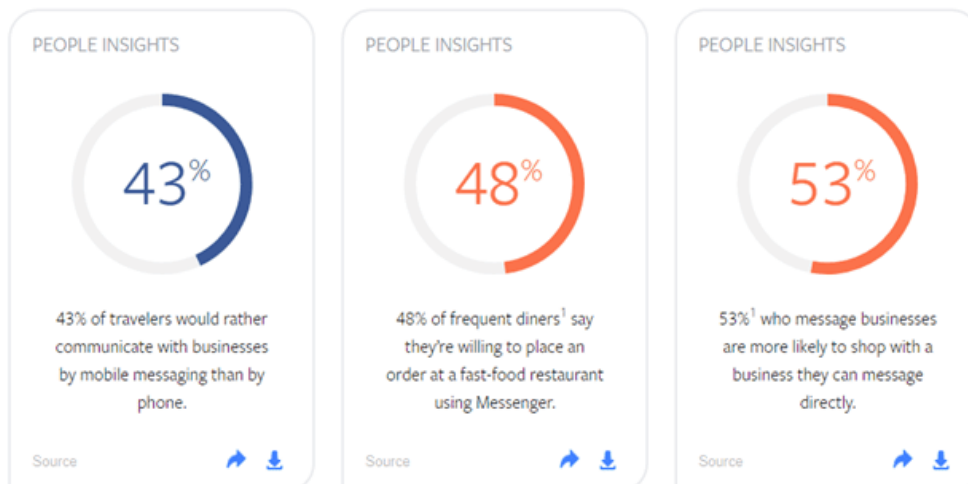 PEOPLE INSIGHTS
43%
43% of travelers would rather
communicate with businesses
by mobile messaging than by
phone.
Source
PEOPLE INSIGHTS
48%
48% of frequent diners¹ say
they're willing to place an
order at a fast-food restaurant
using Messenger.
Source
PEOPLE INSIGHTS
53%
53%¹ who message businesses
are more likely to shop with a
business they can message
directly.
Source